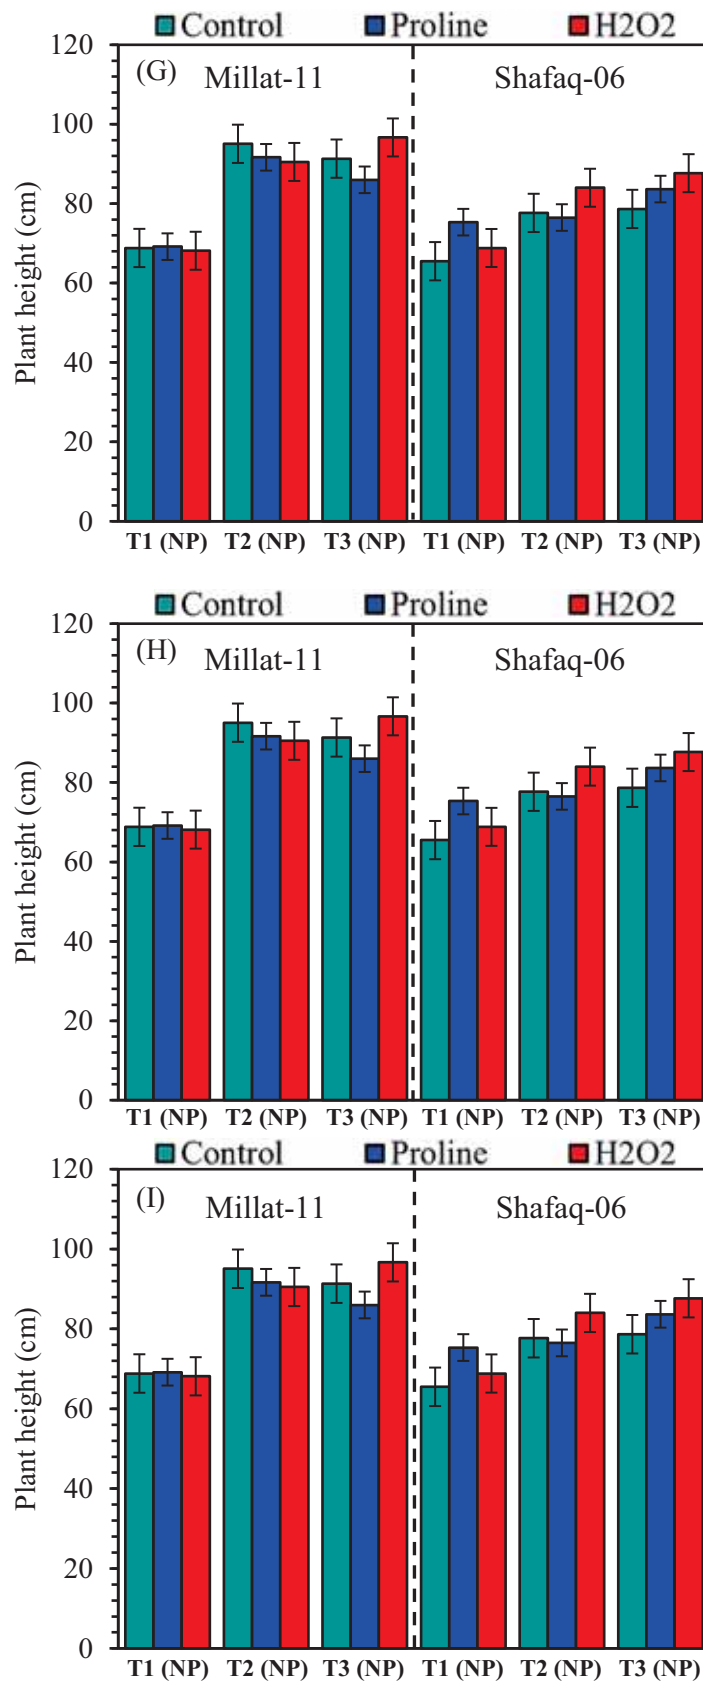 Control Proline H2O2
120
(G) Millat-11 Shafaq-06
100
80
60
40
20
0
Plant height (cm)
T1 (NP) T2 (NP) T3 (NP) T1 (NP) T2 (NP) T3 (NP)
Control Proline H2O2
120
(H) Millat-11 Shafaq-06
100
80
60
40
20
0
Plant height (cm)
T1 (NP) T2 (NP) T3 (NP) T1 (NP) T2 (NP) T3 (NP)
Control Proline H2O2
120
(I) Millat-11 Shafaq-06
100
80
60
40
20
0
Plant height (cm)
T1 (NP) T2 (NP) T3 (NP) T1 (NP) T2 (NP) T3 (NP)